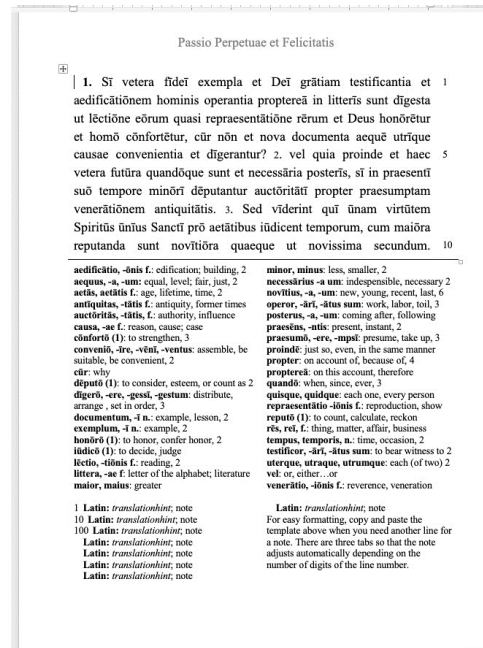 Passio Perpetuae et Felicitatis
1. Sī vetera fīdeī exempla et Deī grātiam testificantia et 1
aedificātiōnem hominis operantia proptereā in litterīs sunt dīgesta
ut lēctiōne eōrum quasi repraesentātiōne rērum et Deus honōrētur
et homō cōnfōrtētur, cūr nōn et nova documenta aequē utrīque
causae convenientia et dīgerantur? 2. vel quia proinde et haec 5
vetera futūra quandōque sunt et necessāria posterīs, sī in praesentī
suō tempore minōrī dēputantur auctōritātī propter praesumptam
venerātiōnem antiquitātis. 3. Sed vīderint quī ūnam virtūtem
Spiritūs ūnīus Sanctī prō aetātibus iūdicent temporum, cum maiōra
reputanda sunt novītiōra quaeque ut novissima secundum. 10
aedificātio, -ōnis f.: edification; building, 2
aequus, -a, -um: equal, level; fair, just, 2
aetās, aetātis f.: age, lifetime, time, 2
antīquitas, -tātis f.: antiquity, former times
auctōritās, -tātis, f.: authority, influence
causa, -ae f.: reason, cause; case
cōnfortō (1): to strengthen, 3
conveniō, -īre, -vēnī, -ventus: assemble, be
suitable, be convenient, 2
cūr: why
dēputō (1): to consider, esteem, or count as 2
dīgerō, -ere, -gessī, -gestum: distribute,
arrange , set in order, 3
documentum, -ī n.: example, lesson, 2
exemplum, -ī n.: example, 2
honōrō (1): to honor, confer honor, 2
iūdicō (1): to decide, judge
lēctio, -tiōnis f.: reading, 2
littera, -ae f: letter of the alphabet; literature
maior, maius: greater
minor, minus: less, smaller, 2
necessārius -a um: indespensible, necessary 2
novītius, -a, -um: new, young, recent, last, 6
operor, -ārī, -ātus sum: work, labor, toil, 3
posterus, -a, -um: coming after, following
praesēns, -ntis: present, instant, 2
praesumō, -ere, -mpsī: presume, take up, 3
proindē: just so, even, in the same manner
propter: on account of, because of, 4
proptereā: on this account, therefore
quandō: when, since, ever, 3
quisque, quidque: each one, every person
repraesentātio -iōnis f.: reproduction, show
reputō (1): to count, calculate, reckon
rēs, reī, f.: thing, matter, affair, business
tempus, temporis, n.: time, occasion, 2
testificor, -ārī, -ātus sum: to bear witness to 2
uterque, utraque, utrumque: each (of two) 2
vel: or, either…or
venerātio, -iōnis f.: reverence, veneration
1 Latin: translationhint; note
10 Latin: translationhint; note
100 Latin: translationhint; note
Latin: translationhint; note
Latin: translationhint; note
Latin: translationhint; note
Latin: translationhint; note
Latin: translationhint; note
For easy formatting, copy and paste the
template above when you need another line for
a note. There are three tabs so that the note
adjusts automatically depending on the
number of digits of the line number.